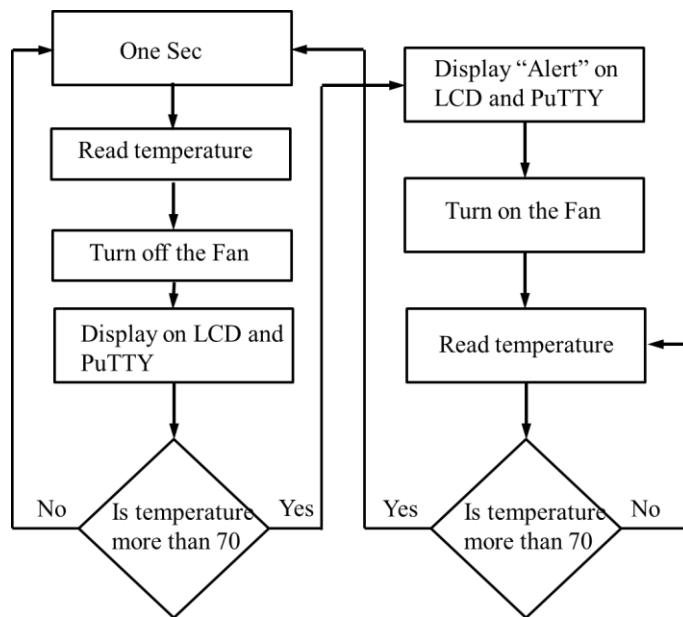 One Sec
Read temperature
Turn off the Fan
Display on LCD and
PuTTY
Is temperature
more than 70
No
Yes
Display “Alert” on
LCD and PuTTY
Turn on the Fan
Read temperature
Is temperature
more than 70
Yes
No